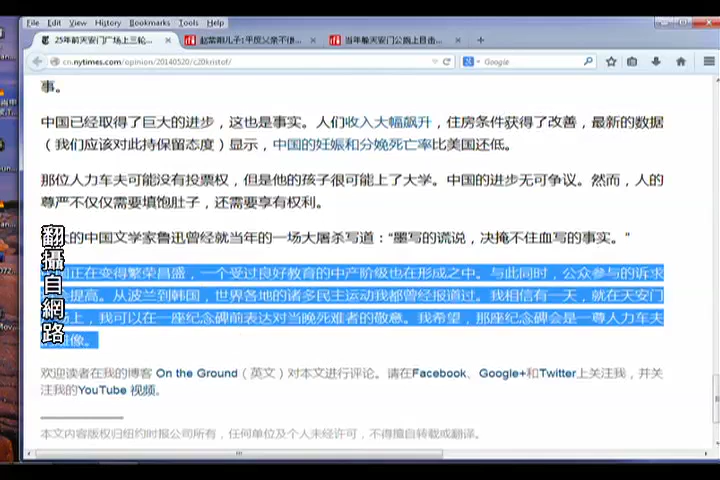 File Edit View History Bookmarks Tools Help
25年前天安门广场上三轮...
赵紫阳儿子:平反父亲不很...
当年躲天安门公厕上目击...
cn.nytimes.com/opinion/20140520/c20kristof/
Google
事。
中国已经取得了巨大的进步，这也是事实。人们收入大幅飙升，住房条件获得了改善，最新的数据
（我们应该对此持保留态度）显示，中国的妊娠和分娩死亡率比美国还低。
那位人力车夫可能没有投票权，但是他的孩子很可能上了大学。中国的进步无可争议。然而，人的
尊严不仅仅需要填饱肚子，还需要享有权利。
的中国文学家鲁迅曾经就当年的一场大屠杀写道：“墨写的谎说，决掩不住血写的事实。”
正在变得繁荣昌盛，一个受过良好教育的中产阶级也在形成之中。与此同时，公众参与的诉求
提高。从波兰到韩国，世界各地的诸多民主运动我都曾经报道过。我相信有一天，就在天安门
上，我可以在一座纪念碑前表达对当晚死难者的敬意。我希望，那座纪念碑会是一尊人力车夫
像。
翻攝自網路
欢迎读者在我的博客 On the Ground（英文）对本文进行评论。请在Facebook、Google+和Twitter上关注我，并关
注我的YouTube 视频。
本文内容版权归纽约时报公司所有，任何单位及个人未经许可，不得擅自转载或翻译。